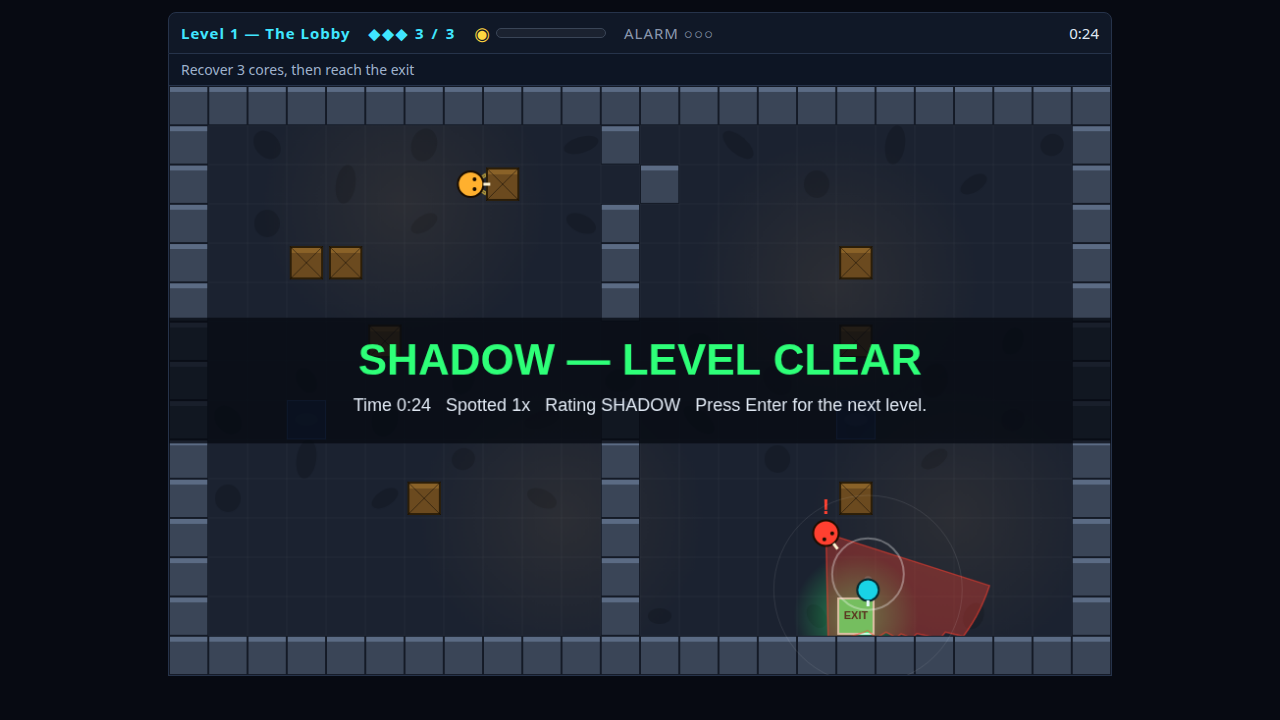 Level 1 — The Lobby ◆◆◆ 3 / 3 ALARM ○○○ 0:24
Recover 3 cores, then reach the exit
SHADOW — LEVEL CLEAR
Time 0:24 Spotted 1x Rating SHADOW Press Enter for the next level.
!
EXIT